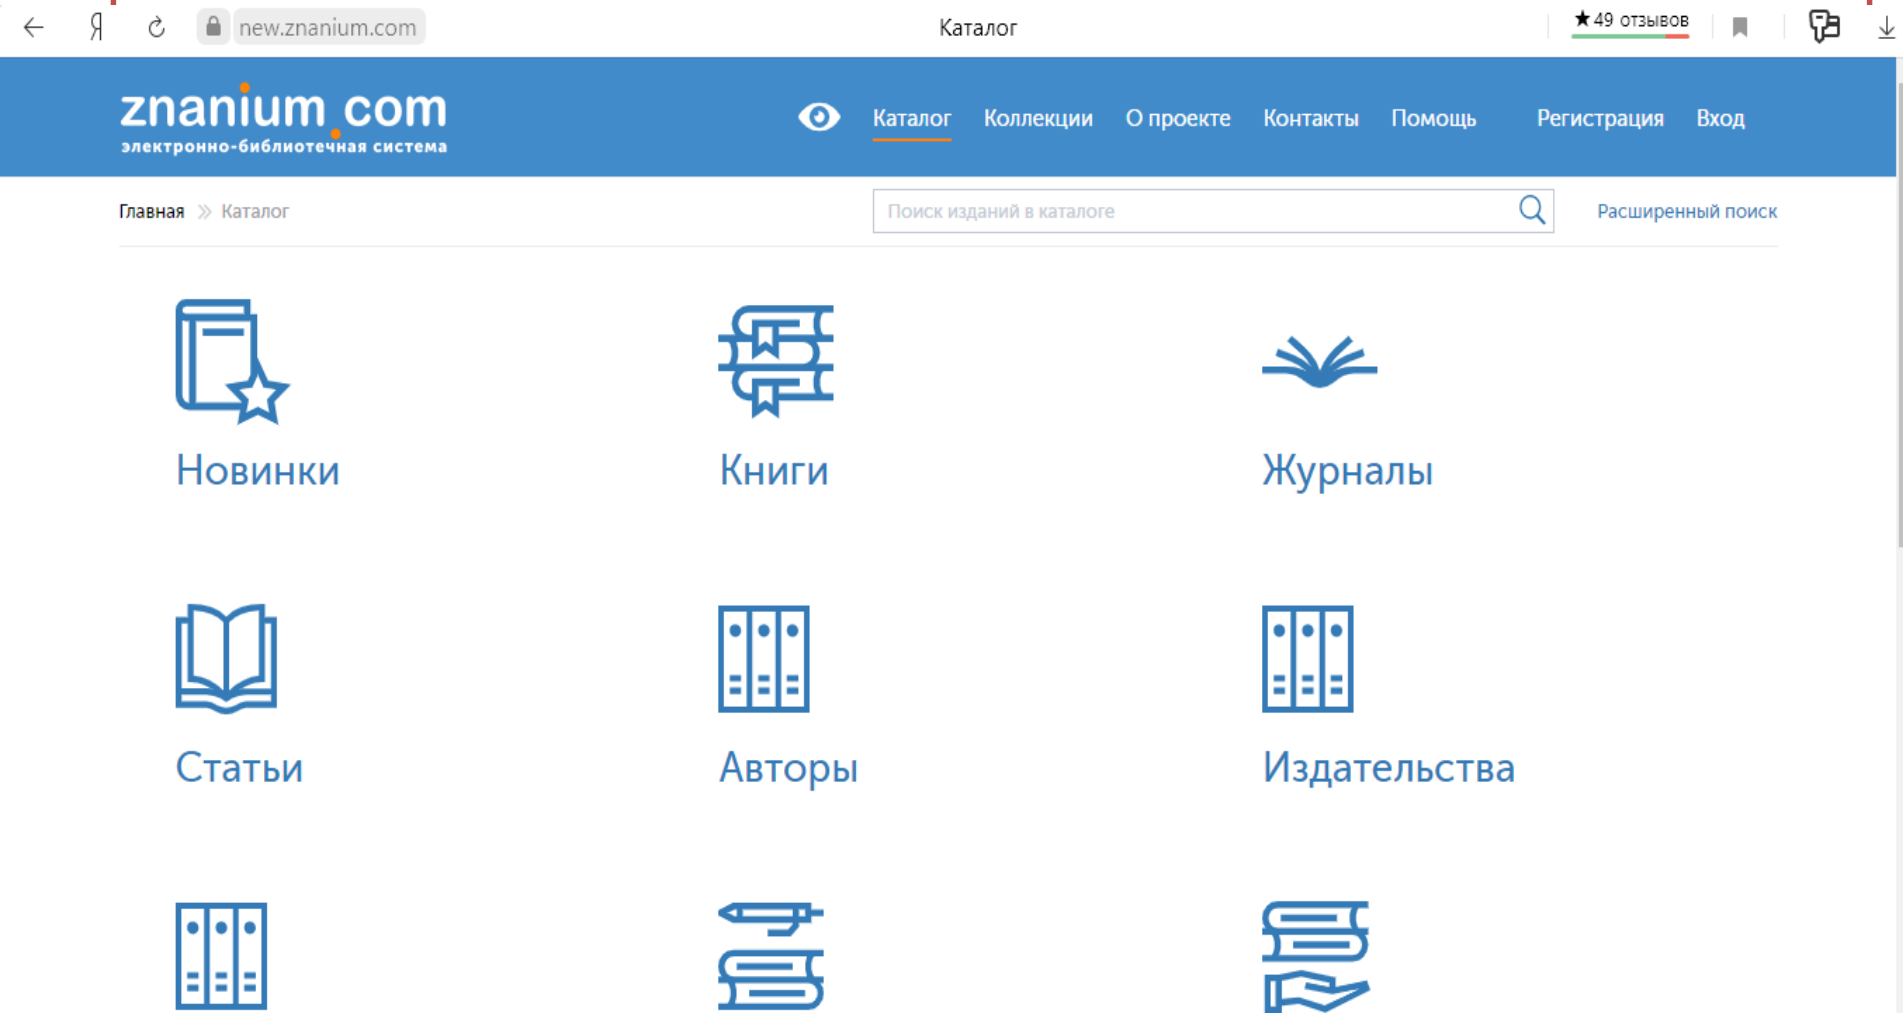 Я new.znanium.com Каталог ★49 отзывов
znanium.com
электронно-библиотечная система
Каталог Коллекции О проекте Контакты Помощь Регистрация Вход
Главная » Каталог Поиск изданий в каталоге Расширенный поиск
Новинки Книги Журналы
Статьи Авторы Издательства